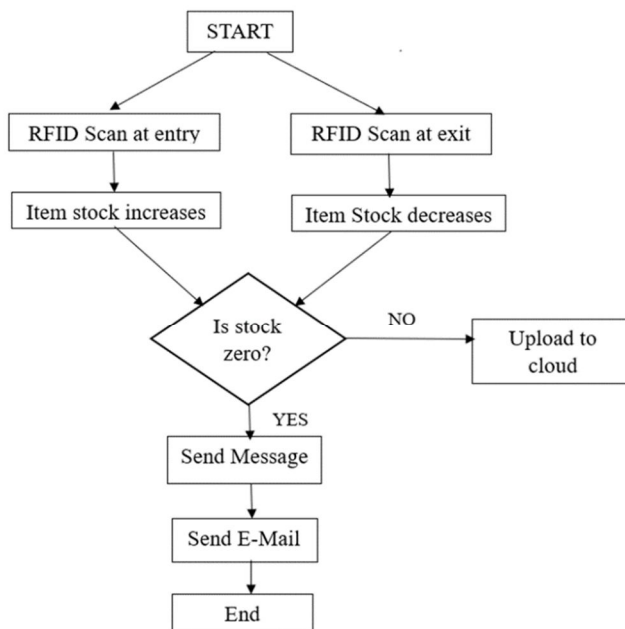 START
RFID Scan at entry
RFID Scan at exit
Item stock increases
Item Stock decreases
Is stock
zero?
NO
Upload to
cloud
YES
Send Message
Send E-Mail
End